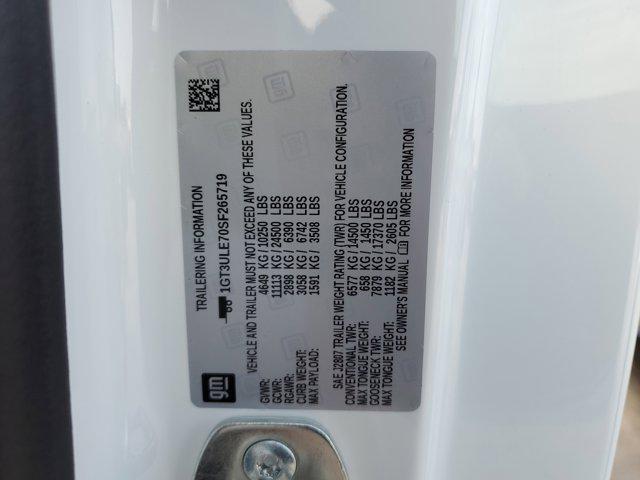 TRAILERING INFORMATION
1GT3ULE70SF265719
VEHICLE AND TRAILER MUST NOT EXCEED ANY OF THESE VALUES.
GVWR: 4649 KG/ 10250 LBS
GCWR: 11113 KG/ 24500 LBS
RGAWR: 2898 KG/ 6390 LBS
CURB WEIGHT: 3058 KG/ 6742 LBS
MAX PAYLOAD: 1591 KG/ 3508 LBS
SAE J2807 TRAILER WEIGHT RATING (TWR) FOR VEHICLE CONFIGURATION.
CONVENTIONAL TWR: 6577 KG/ 14500 LBS
MAX TONGUE WEIGHT: 658 KG/ 1450 LBS
GOOSENECK TWR: 7879 KG/ 17370 LBS
MAX TONGUE WEIGHT: 1182 KG/ 2605 LBS
SEE OWNER'S MANUAL FOR MORE INFORMATION
gm